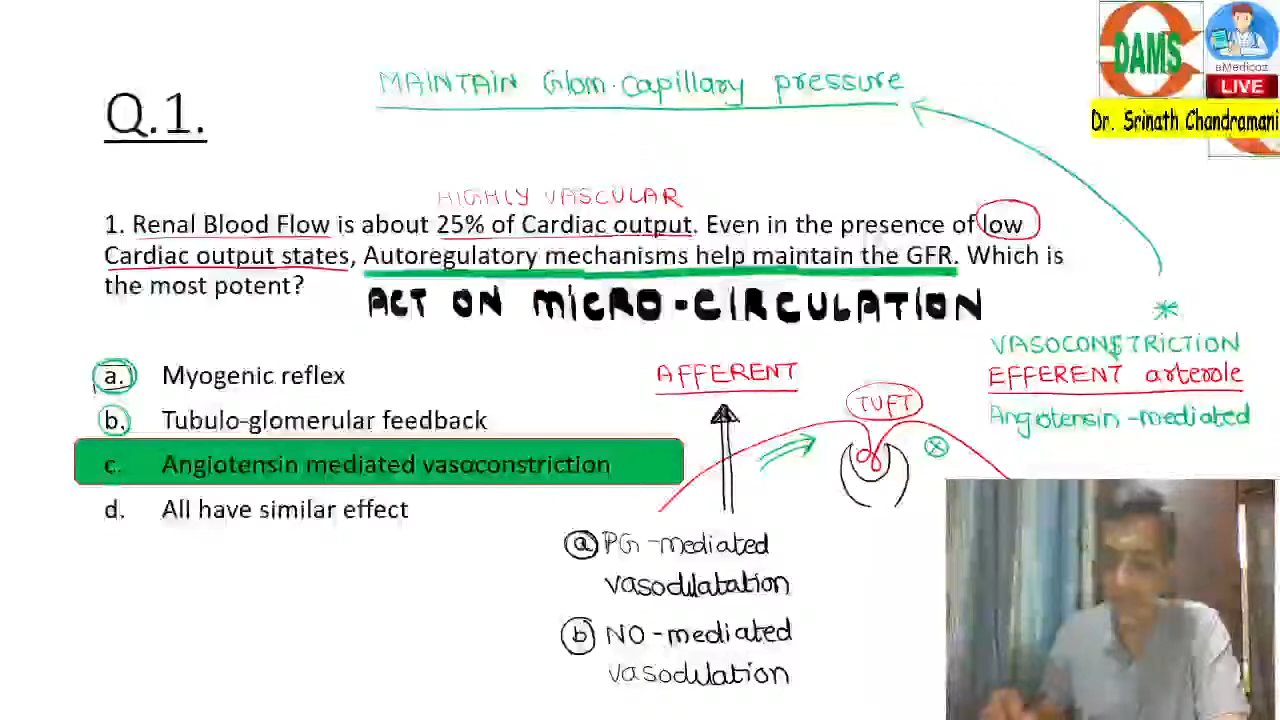 MAINTAIN Glom. Capillary pressure
DAMS
eMedicoz
LIVE
Dr. Srinath Chandramani
Q.1.
HIGHLY VASCULAR
1. Renal Blood Flow is about 25% of Cardiac output. Even in the presence of low
Cardiac output states, Autoregulatory mechanisms help maintain the GFR. Which is
the most potent?
ACT ON MICRO-CIRCULATION
VASOCONSTRICTION
EFFERENT arterole
Angiotensin-mediated
AFFERENT
TUFT
a. Myogenic reflex
b. Tubulo-glomerular feedback
c. Angiotensin mediated vasoconstriction
d. All have similar effect
a PG-mediated
vasodilatation
b NO-mediated
vasodilation